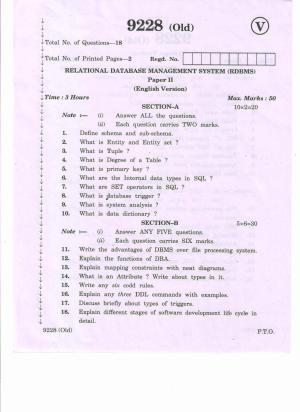 9228 (Old)
V
Total No. of Questions—18
Total No. of Printed Pages—2 Regd. No.
RELATIONAL DATABASE MANAGEMENT SYSTEM (RDBMS)
Paper II
(English Version)
Time : 3 Hours Max. Marks : 50
SECTION-A 10×2=20
Note :— (i) Answer ALL the questions.
(ii) Each question carries TWO marks.
1. Define schema and sub-schema.
2. What is Entity and Entity set ?
3. What is Tuple ?
4. What is Degree of a Table ?
5. What is primary key ?
6. What are the Internal data types in SQL ?
7. What are SET operators in SQL ?
8. What is database trigger ?
9. What is system analysis ?
10. What is data dictionary ?
SECTION-B 5×6=30
Note :— (i) Answer ANY FIVE questions.
(ii) Each question carries SIX marks.
11. Write the advantages of DBMS over file processing system.
12. Explain the functions of DBA.
13. Explain mapping constraints with neat diagrams.
14. What is an Attribute ? Write about types in it.
15. Write any six codd rules.
16. Explain any three DDL commands with examples.
17. Discuss briefly about types of triggers.
18. Explain different stages of software development life cycle in
detail.
9228 (Old) P.T.O.